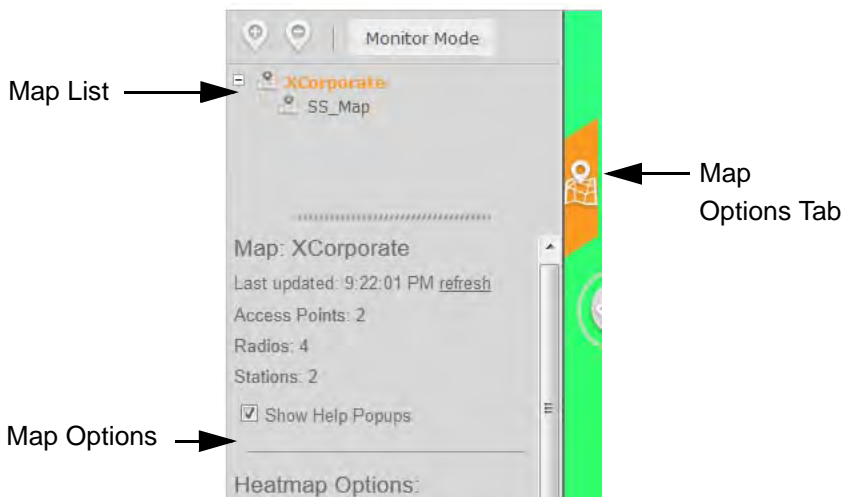 Monitor Mode
Map List
XCorporate
SS_Map
Map
Options Tab
Map: XCorporate
Last updated: 9:22:01 PM refresh
Access Points: 2
Radios: 4
Stations: 2
Show Help Popups
Map Options
Heatmap Options: